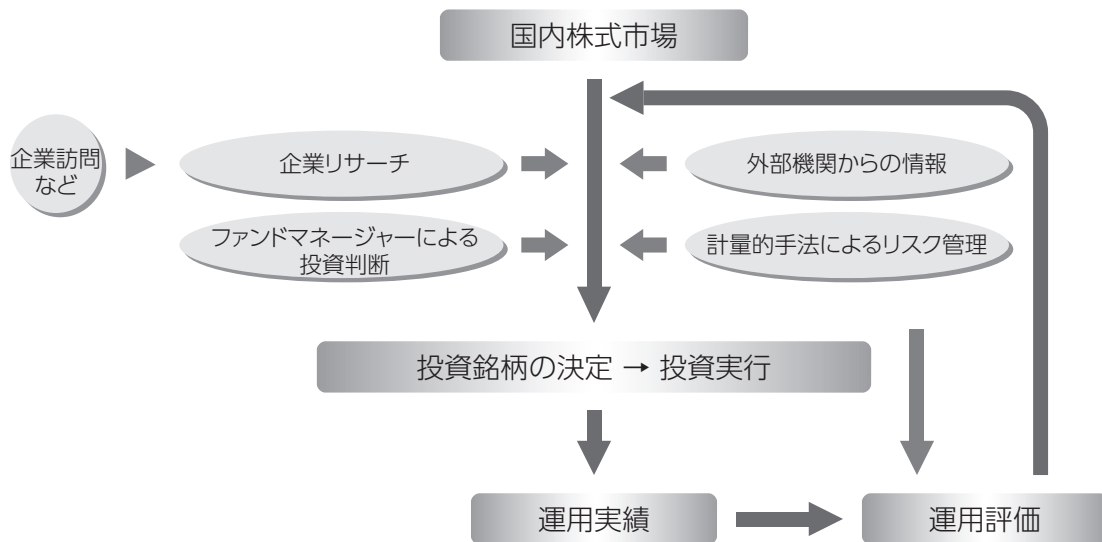 国内株式市場
企業訪問
など
企業リサーチ
外部機関からの情報
ファンドマネージャーによる
投資判断
計量的手法によるリスク管理
投資銘柄の決定 → 投資実行
運用実績
運用評価